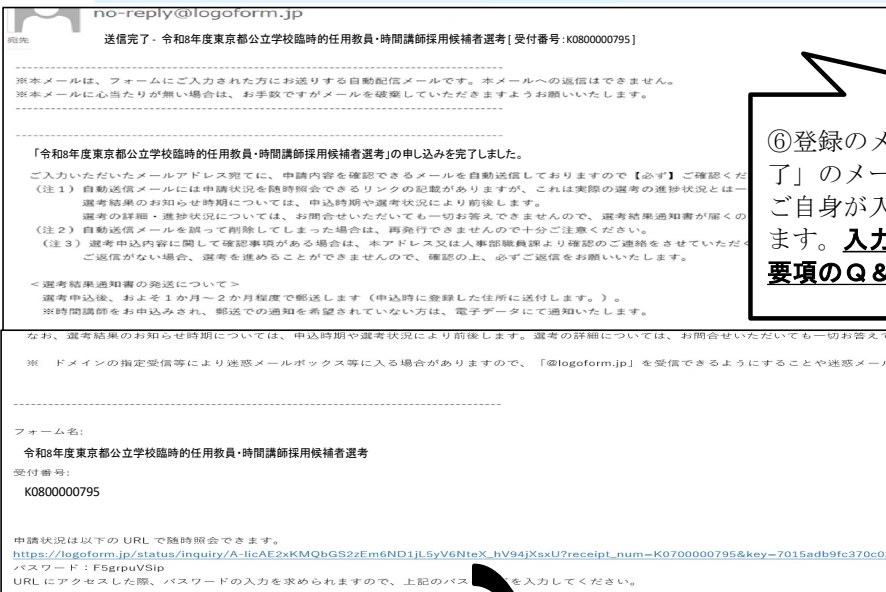 no-reply@logoform.jp
宛先
送信完了 - 令和8年度東京都公立学校臨時的任用教員・時間講師採用候補者選考 [ 受付番号：K0800000795 ]
--------------------------------------------------------------------------------
※本メールは、フォームにご入力された方にお送りする自動配信メールです。本メールへの返信はできません。
※本メールに心当たりが無い場合は、お手数ですがメールを破棄していただきますようお願いいたします。
--------------------------------------------------------------------------------
--------------------------------------------------------------------------------
「令和8年度東京都公立学校臨時的任用教員・時間講師採用候補者選考」の申し込みを完了しました。
ご入力いただいたメールアドレス宛てに、申請内容を確認できるメールを自動送信しておりますので【必ず】ご確認くだ
（注１）自動送信メールには申請状況を随時照会できるリンクの記載がありますが、これは実際の選考の進捗状況とは一
選考結果のお知らせ時期については、申込時期や選考状況により前後します。
選考の詳細・進捗状況については、お問合せいただいても一切お答えできませんので、選考結果通知書が届くの
（注２）自動送信メールを誤って削除してしまった場合は、再発行できませんので十分ご注意ください。
（注３）選考申込内容に関して確認事項がある場合は、本アドレス又は人事部職員課より確認のご連絡をさせていただく
ご返信がない場合、選考を進めることができませんので、確認の上、必ずご返信をお願いいたします。
＜選考結果通知書の発送について＞
選考申込後、およそ１か月～２か月程度で郵送します（申込時に登録した住所に送付します。）。
※時間講師をお申込みされ、郵送での通知を希望されていない方は、電子データにて通知いたします。
⑥登録のメ
了」のメー
ご自身が入
ます。入力
要項のＱ＆
なお、選考結果のお知らせ時期については、申込時期や選考状況により前後します。選考の詳細については、お問合せいただいても一切お答えで
※　ドメインの指定受信等により迷惑メールボックス等に入る場合がありますので、「@logoform.jp」を受信できるようにすることや迷惑メール
--------------------------------------------------------------------------------
フォーム名:
令和8年度東京都公立学校臨時的任用教員・時間講師採用候補者選考
受付番号:
K0800000795
申請状況は以下の URL で随時照会できます。
https://logoform.jp/status/inquiry/A-IicAE2xKMQbGS2zEm6ND1jL5yV6NteX_hV94jXsxU?receipt_num=K0700000795&key=7015adb9fc370c0
パスワード：F5grpuVSip
URL にアクセスした際、パスワードの入力を求められますので、上記のパス を入力してください。